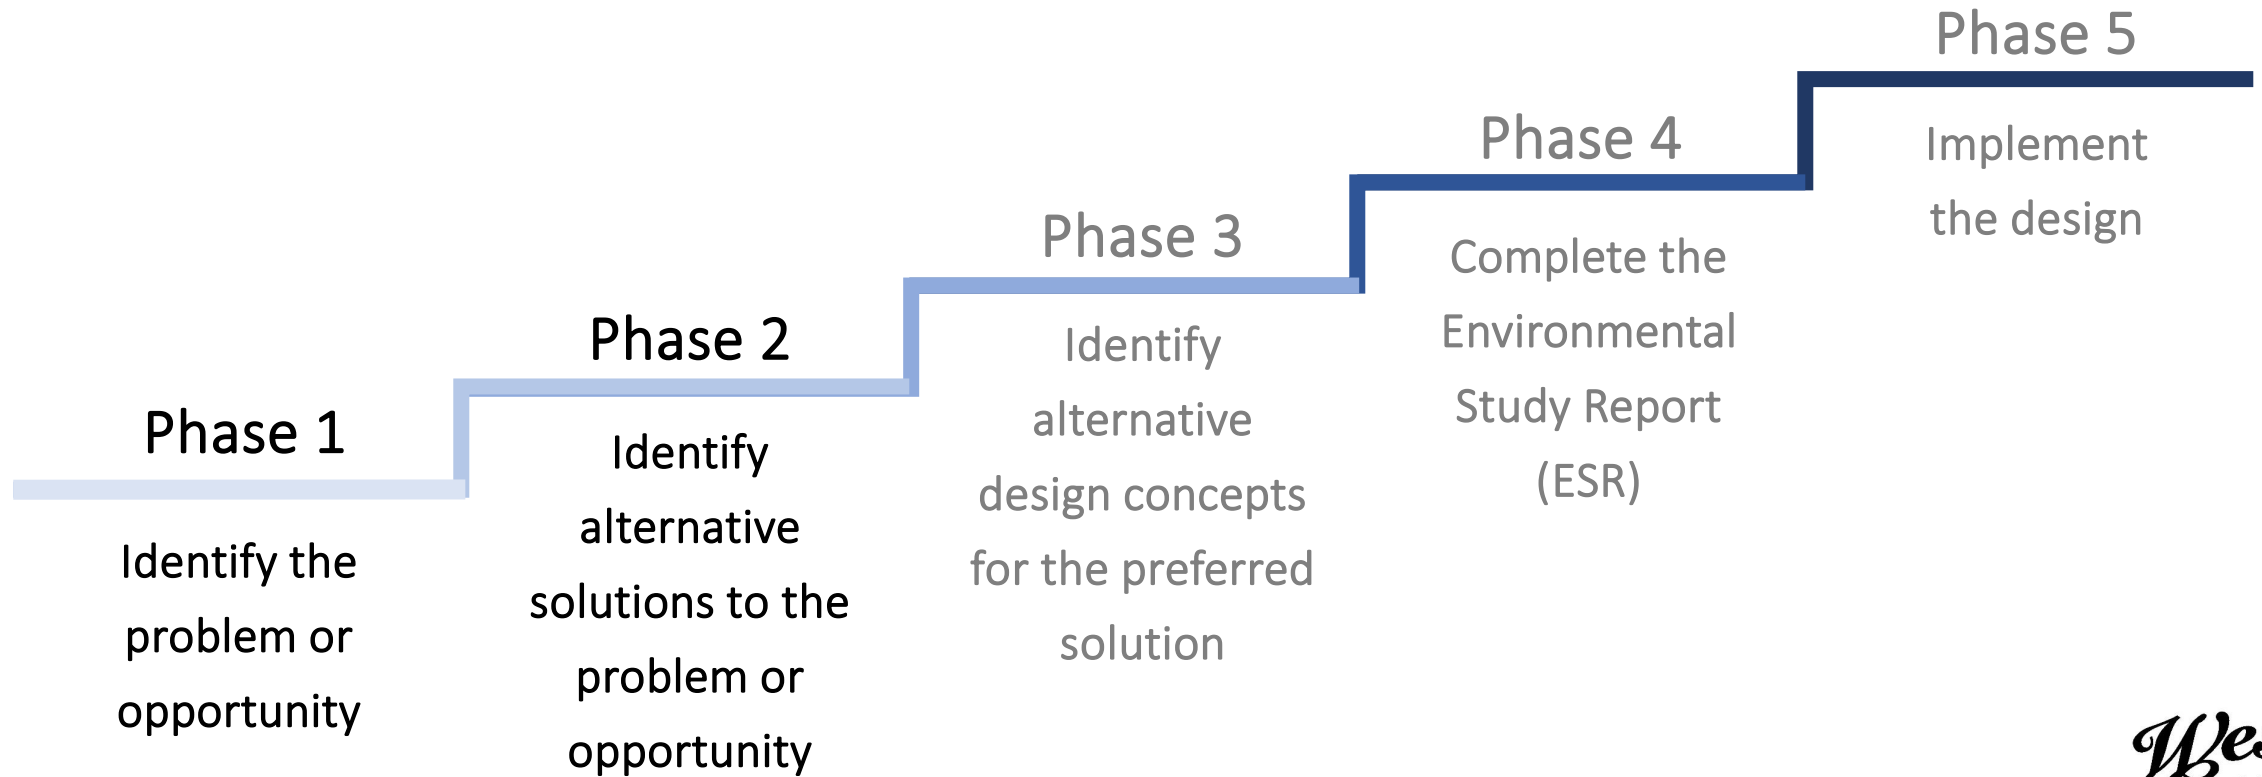 Phase 1
Identify the
problem or
opportunity
Phase 2
Identify
alternative
solutions to the
problem or
opportunity
Phase 3
Identify
alternative
design concepts
for the preferred
solution
Phase 4
Complete the
Environmental
Study Report
(ESR)
Phase 5
Implement
the design